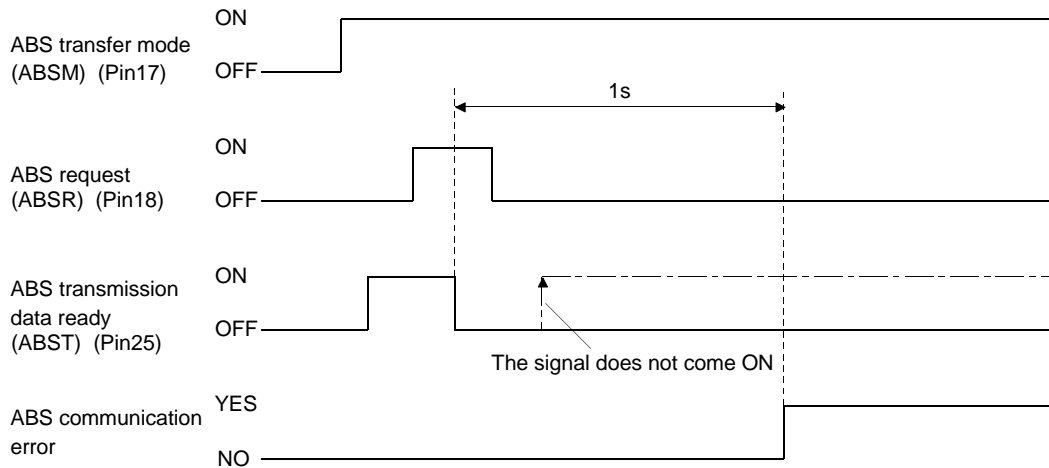 ON
ABS transfer mode
(ABSM) (Pin17)
OFF
1s
ON
ABS request
(ABSR) (Pin18)
OFF
ON
ABS transmission
data ready
(ABST) (Pin25)
OFF
The signal does not come ON
YES
ABS communication
error
NO